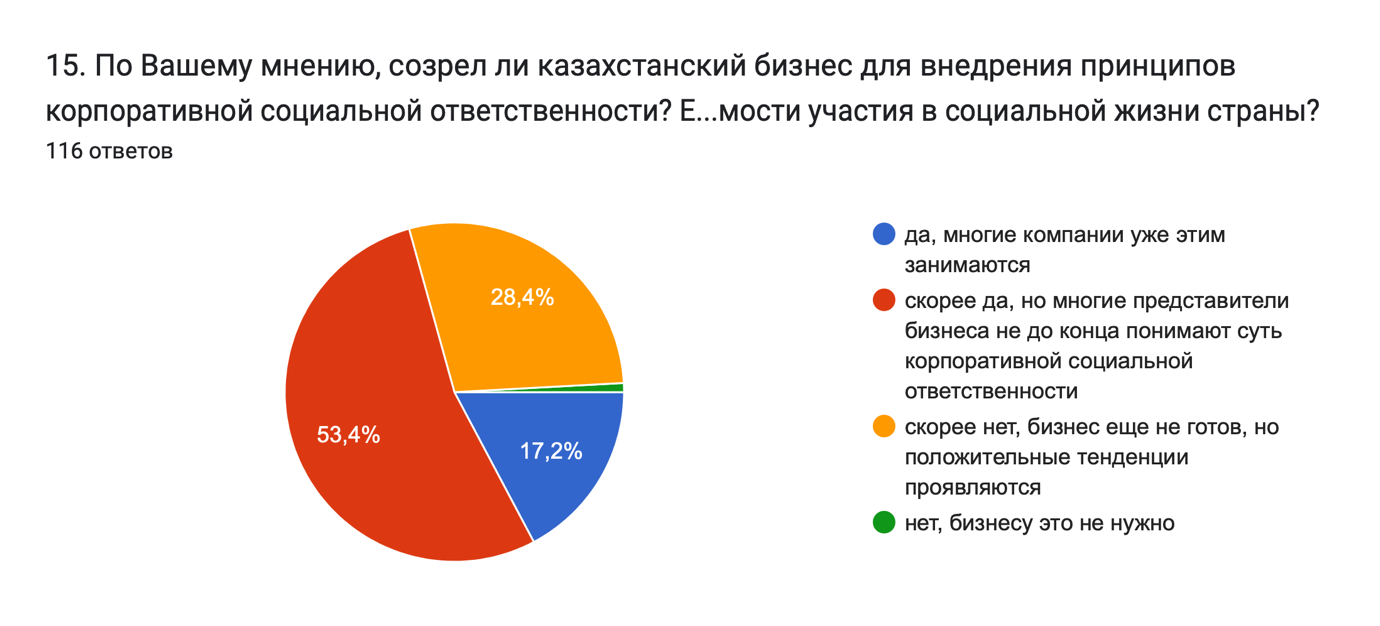 15. По Вашему мнению, созрел ли казахстанский бизнес для внедрения принципов
корпоративной социальной ответственности? Е...мости участия в социальной жизни страны?
116 ответов
28,4%
53,4%
17,2%
да, многие компании уже этим
занимаются
скорее да, но многие представители
бизнеса не до конца понимают суть
корпоративной социальной
ответственности
скорее нет, бизнес еще не готов, но
положительные тенденции
проявляются
нет, бизнесу это не нужно